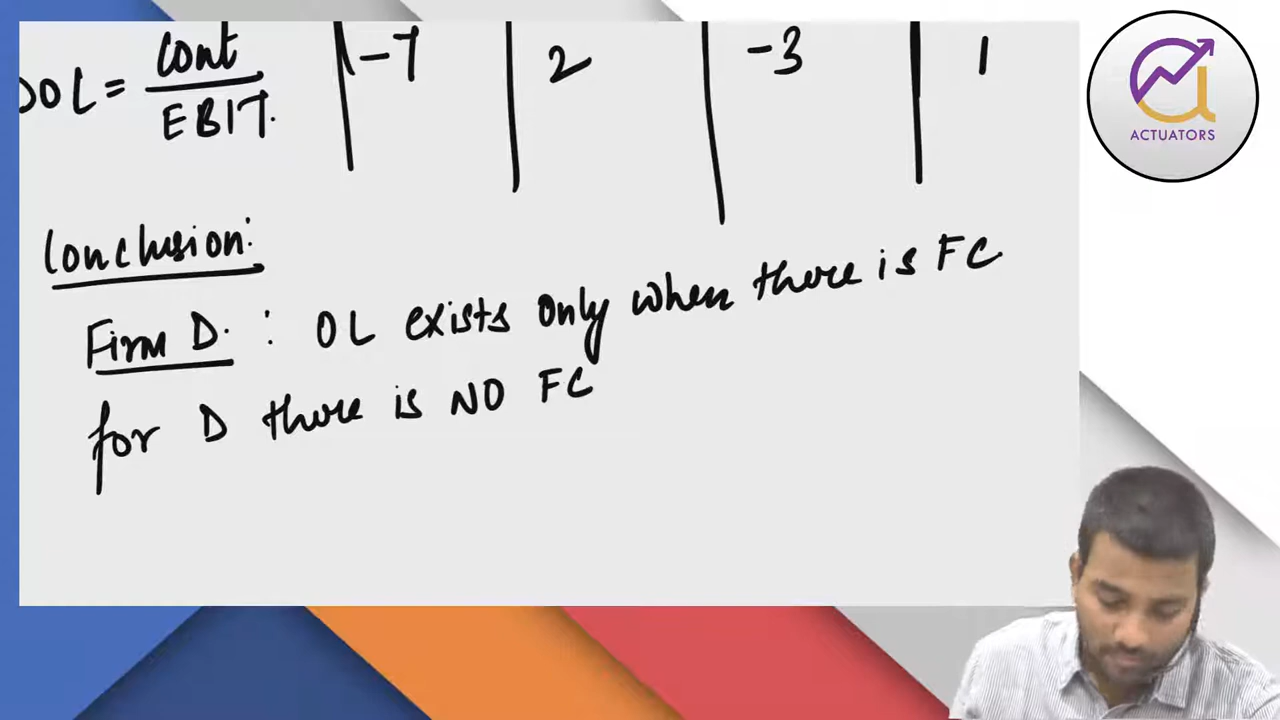 DOL = Cont / EBIT. | -7 | 2 | -3 | 1
Conclusion:
Firm D. : OL exists only when there is FC
for D there is NO FC
ACTUATORS